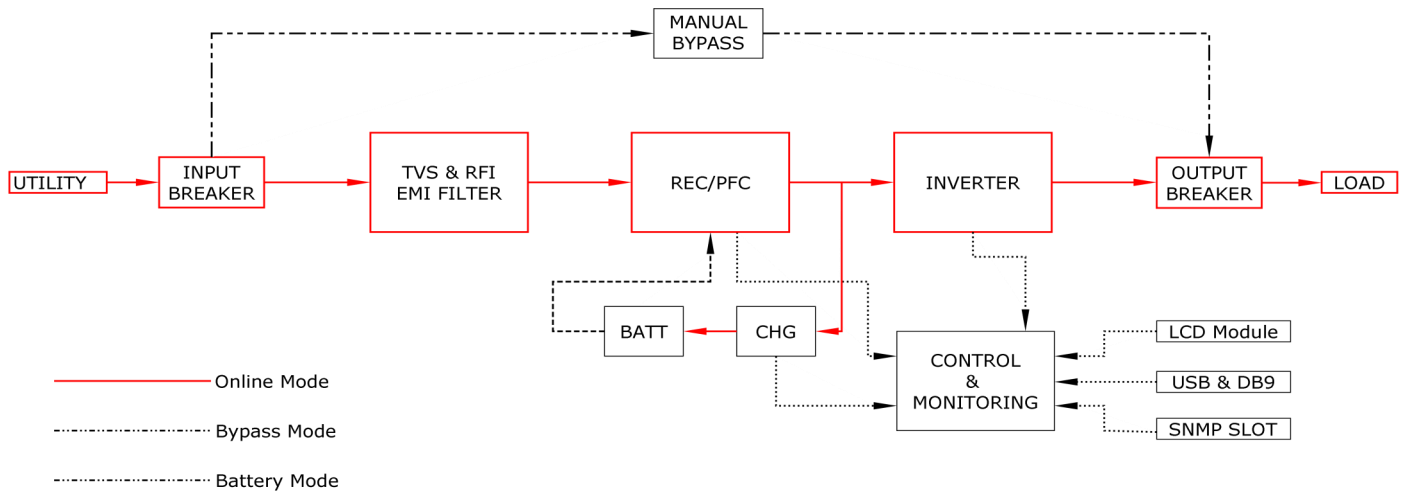 MANUAL
BYPASS
UTILITY
INPUT
BREAKER
TVS & RFI
EMI FILTER
REC/PFC
INVERTER
OUTPUT
BREAKER
LOAD
BATT
CHG
CONTROL
&
MONITORING
LCD Module
USB & DB9
SNMP SLOT
Online Mode
Bypass Mode
Battery Mode